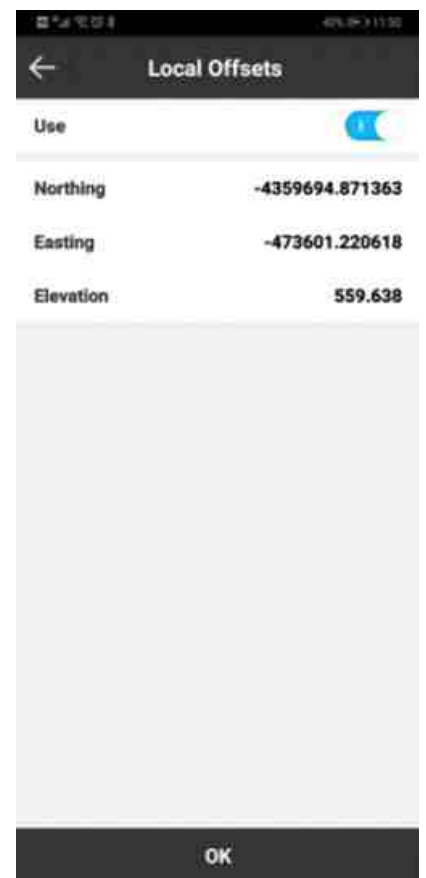 Local Offsets
Use
Northing -4359694.871363
Easting -473601.220618
Elevation 559.638
OK